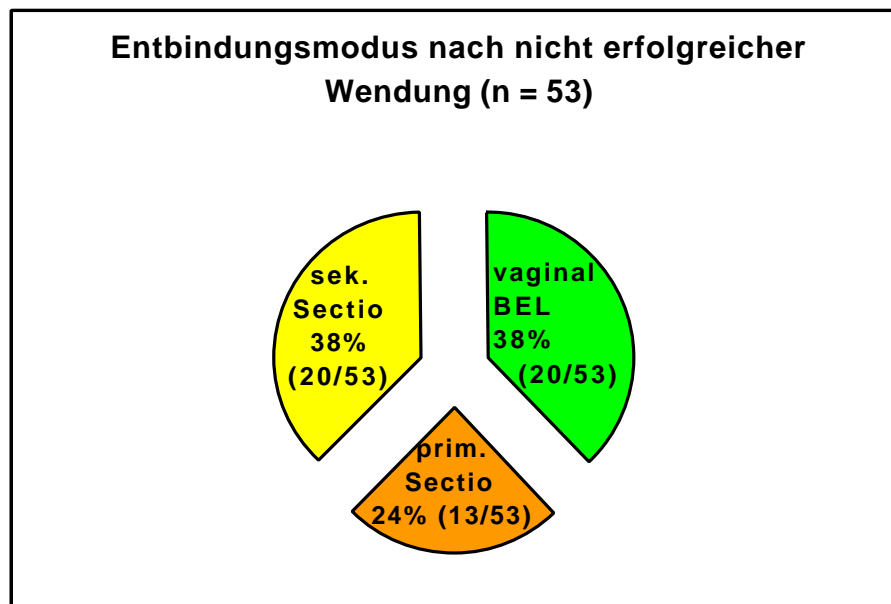 Entbindungsmodus nach nicht erfolgreicher
Wendung (n = 53)
sek.
Sectio
38%
(20/53)
vaginal
BEL
38%
(20/53)
prim.
Sectio
24% (13/53)